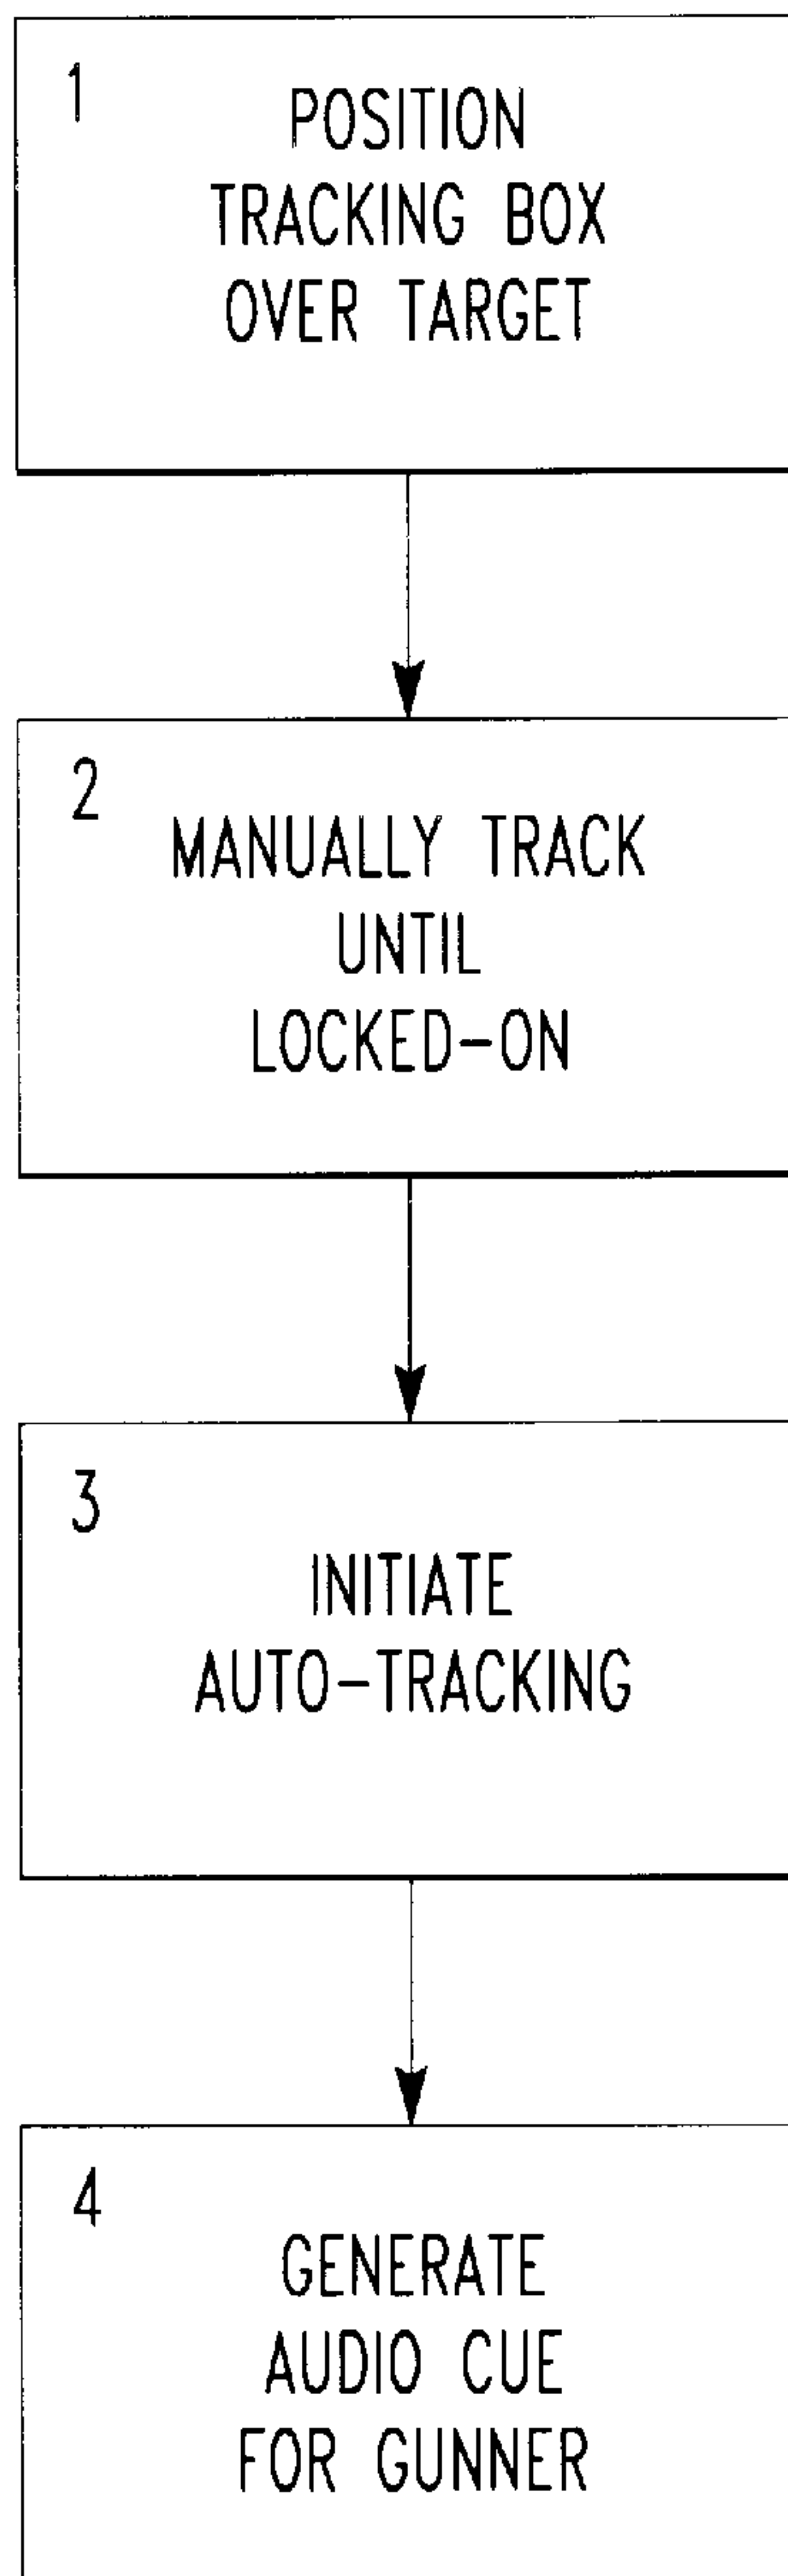 1
POSITION
TRACKING BOX
OVER TARGET
2
MANUALLY TRACK
UNTIL
LOCKED-ON
3
INITIATE
AUTO-TRACKING
4
GENERATE
AUDIO CUE
FOR GUNNER